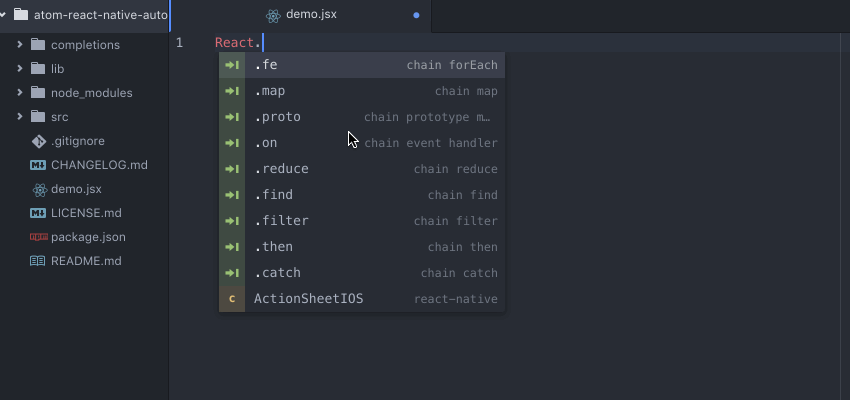 atom-react-native-auto
completions
lib
node_modules
src
.gitignore
CHANGELOG.md
demo.jsx
LICENSE.md
package.json
README.md
demo.jsx
1 React.
.fe chain forEach
.map chain map
.proto chain prototype m…
.on chain event handler
.reduce chain reduce
.find chain find
.filter chain filter
.then chain then
.catch chain catch
c ActionSheetIOS react-native